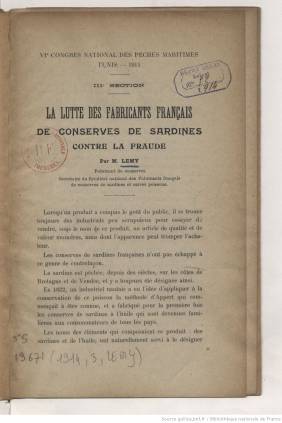 VIe CONGRÈS NATIONAL DES PÊCHES MARITIMES
TUNIS — 1914
IIIe SECTION
LA LUTTE DES FABRICANTS FRANÇAIS
DE CONSERVES DE SARDINES
CONTRE LA FRAUDE
Par M. LEMY
Fabricant de conserves
Secrétaire du Syndicat national des Fabricants français
de conserves de sardines et autres poissons.
Lorsqu'un produit a conquis le goût du public, il se trouve
toujours des industriels peu scrupuleux pour essayer de
vendre, sous le nom de ce produit, un article de qualité et de
valeur moindres, mais dont l'apparence peut tromper l'ache-
teur.
Les conserves de sardines françaises n'ont pas échappé à
ce genre de contrefaçon.
La sardine est pêchée, depuis des siècles, sur les côtes de
Bretagne et de Vendée, et y a toujours été désignée ainsi.
En 1822, un industriel nantais a eu l'idée d'appliquer à la
conservation de ce poisson la méthode d'Appert qui com-
mençait à être connue, et a fabriqué pour la première fois
les conserves de sardines à l'huile qui sont devenues fami-
lières aux consommateurs de tous les pays.
Les noms des éléments qui composaient ce produit : des
sardines et de l'huile, ont naturellement servi à le désigner
19671 (1914, 3, LEMY)
Source gallica.bnf.fr / Bibliothèque nationale de France